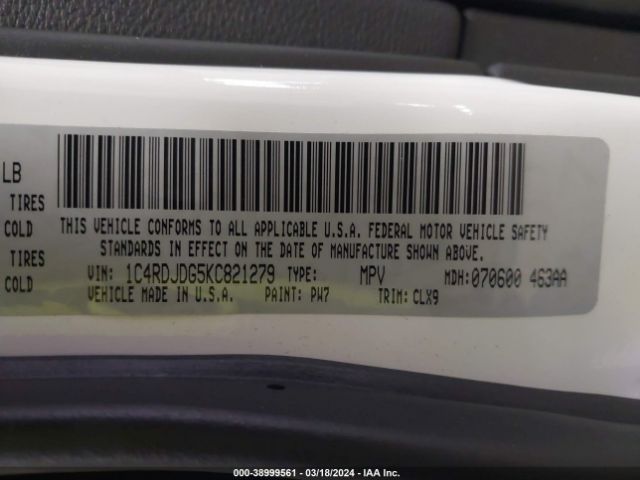 LB
TIRES
COLD
TIRES
COLD
THIS VEHICLE CONFORMS TO ALL APPLICABLE U.S.A. FEDERAL MOTOR VEHICLE SAFETY
STANDARDS IN EFFECT ON THE DATE OF MANUFACTURE SHOWN ABOVE.
VIN: 1C4RDJDG5KC821279 TYPE: MPV MDH:070600 463AA
VEHICLE MADE IN U.S.A. PAINT: PW7 TRIM: CLX9
000-38999561 - 03/18/2024 - IAA Inc.